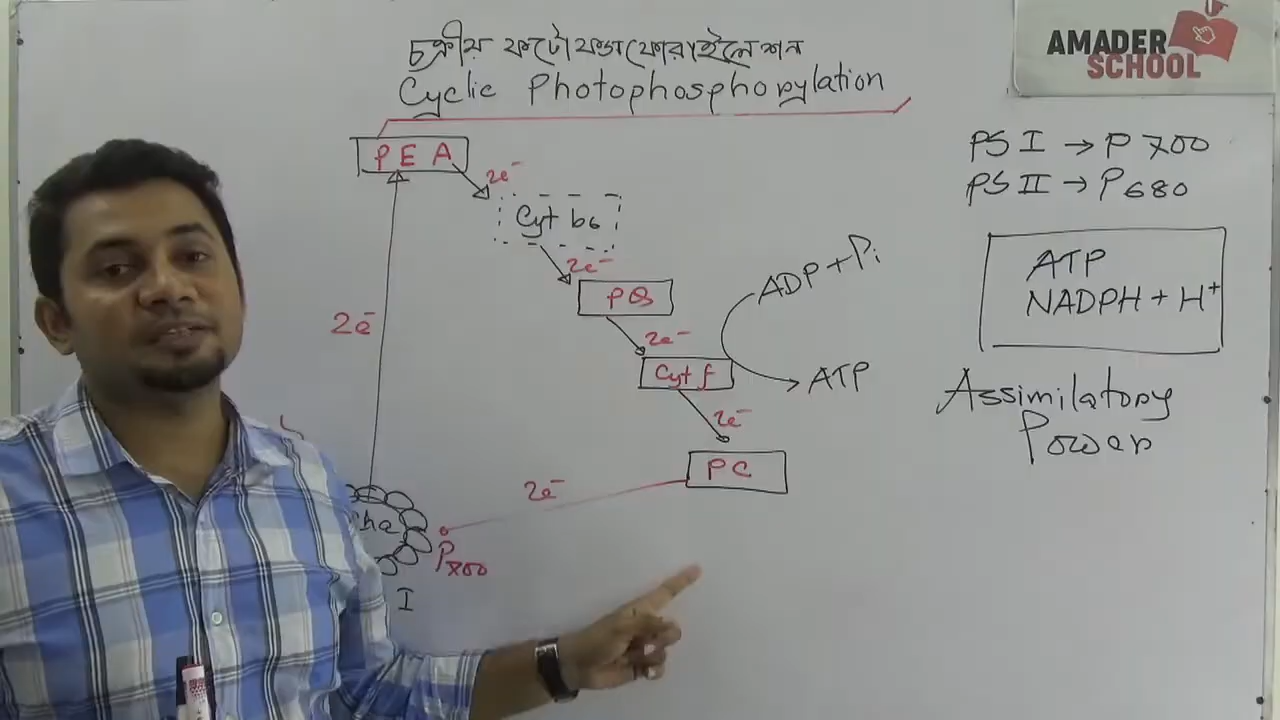 চক্রীয় ফটোফসফোরাইলেশন
Cyclic Photophosphorylation
AMADER
SCHOOL
PEA
2e⁻
Cyt b6
2e⁻
PQ
2e⁻
Cyt f
2e⁻
PC
ADP + Pi
ATP
2e⁻
2e⁻
P700
I
PS I → P 700
PS II → P680
ATP
NADPH + H⁺
Assimilatory
Power